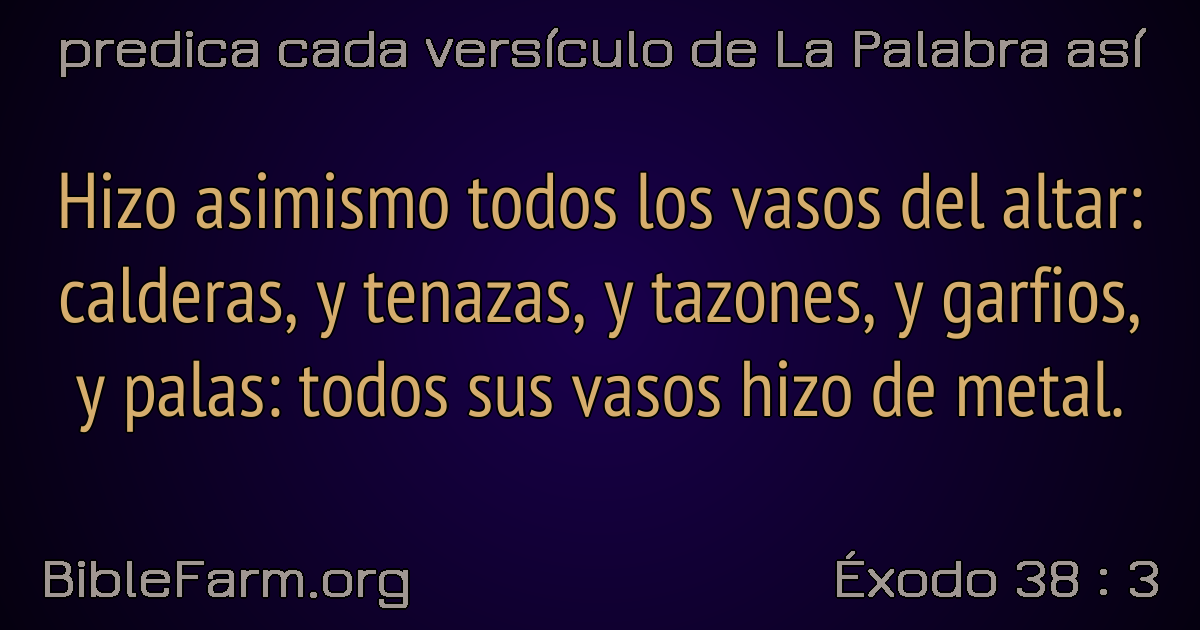 predica cada versículo de La Palabra así
Hizo asimismo todos los vasos del altar:
calderas, y tenazas, y tazones, y garfios,
y palas: todos sus vasos hizo de metal.
BibleFarm.org
Éxodo 38 : 3